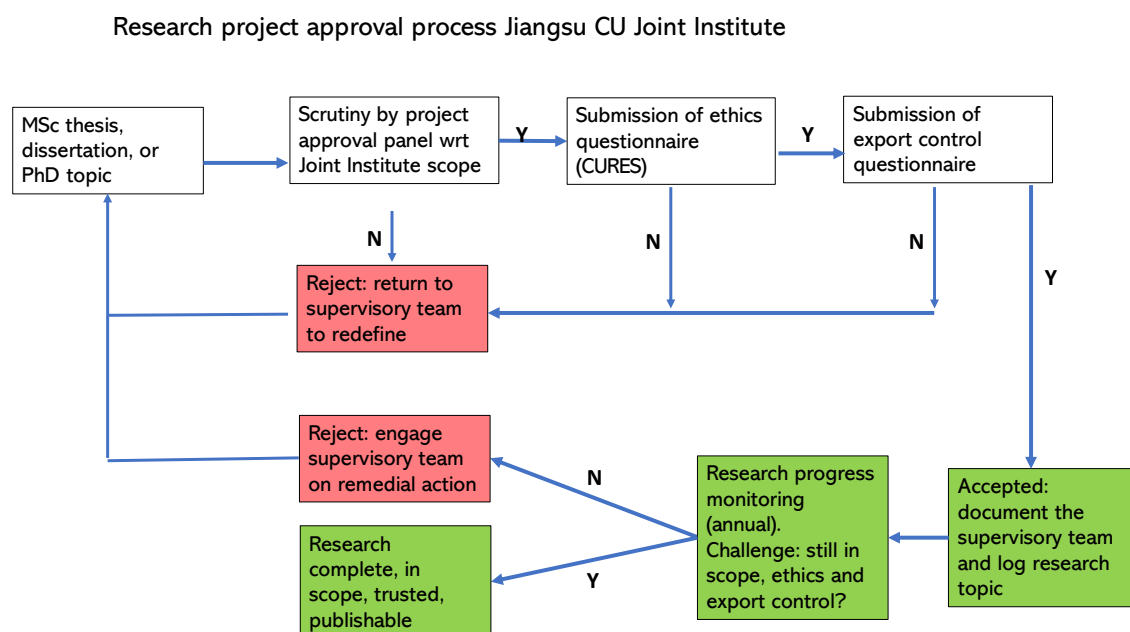 Research project approval process Jiangsu CU Joint Institute
MSc thesis,
dissertation, or
PhD topic
Scrutiny by project
approval panel wrt
Joint Institute scope
Y
Submission of ethics
questionnaire
(CURES)
Y
Submission of
export control
questionnaire
N
N
N
Y
Reject: return to
supervisory team
to redefine
Reject: engage
supervisory team
on remedial action
N
Research progress
monitoring
(annual).
Challenge: still in
scope, ethics and
export control?
Accepted:
document the
supervisory team
and log research
topic
Research
complete, in
scope, trusted,
publishable
Y